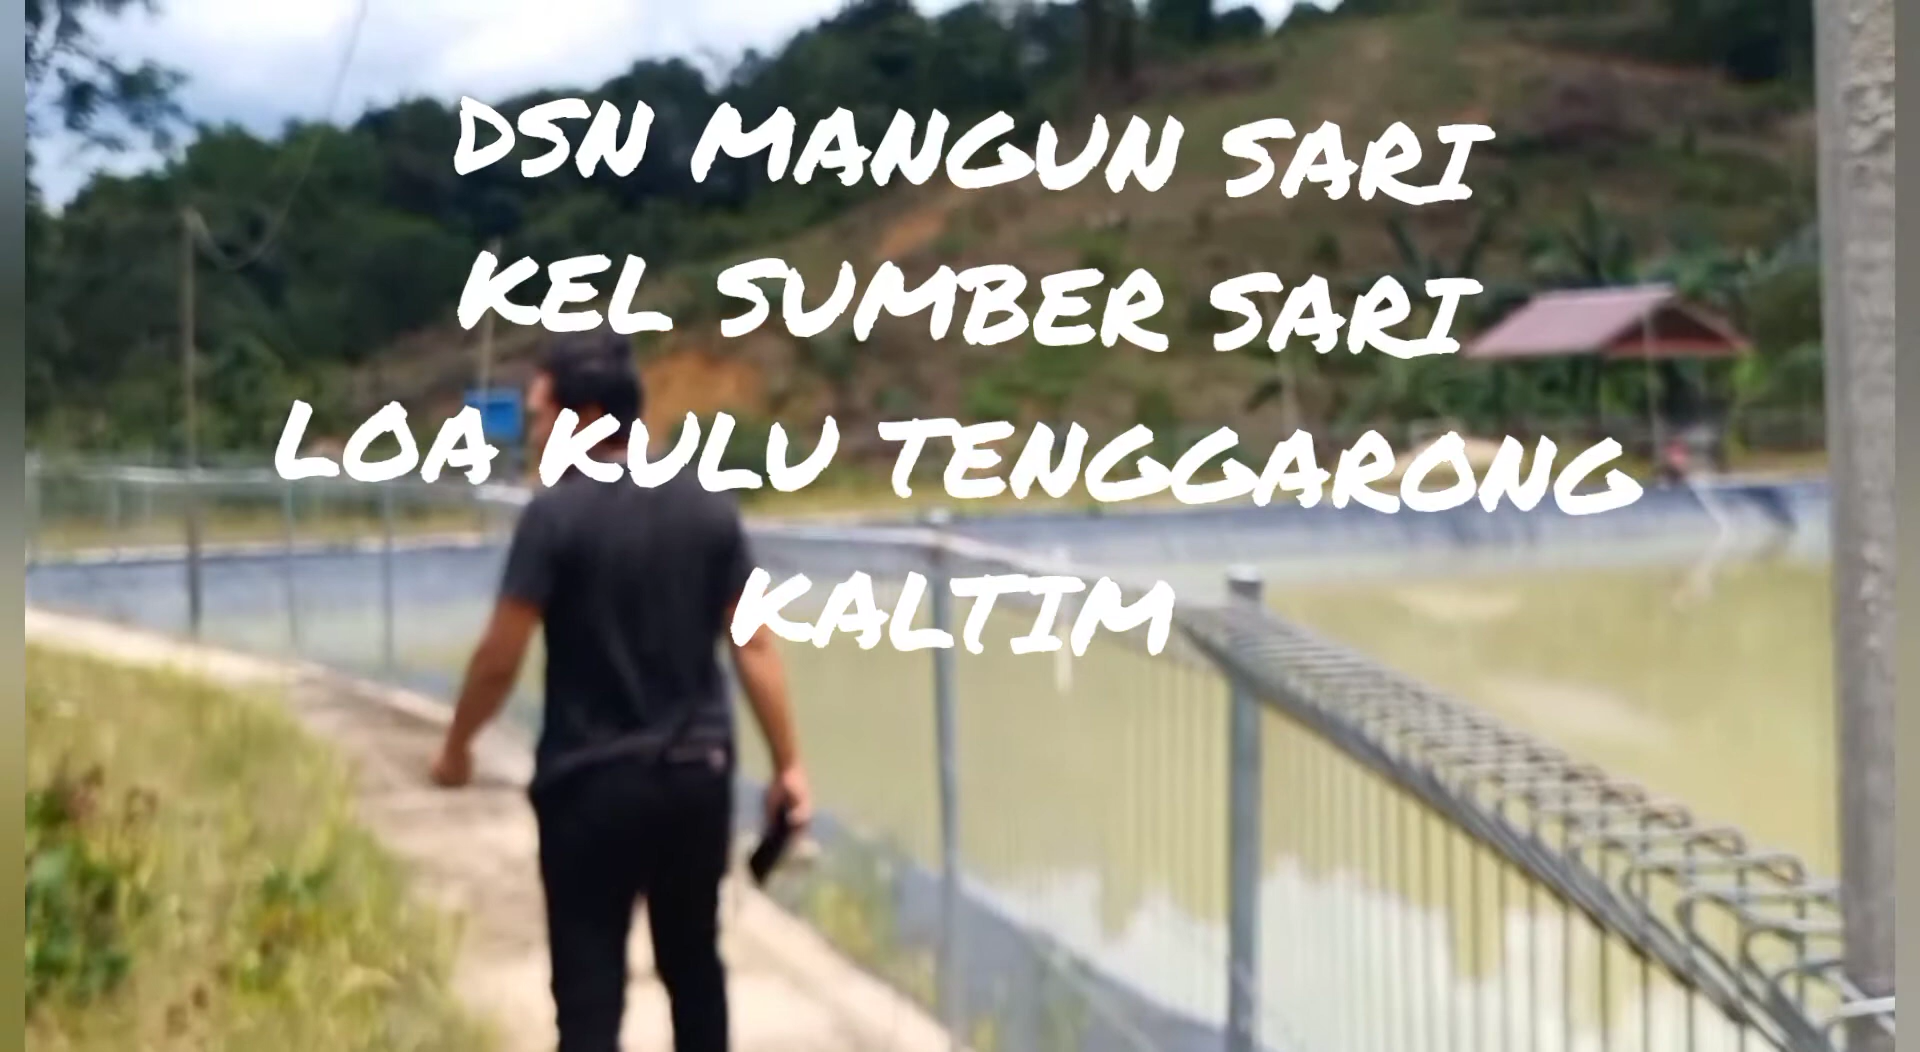 DSN MANGUN SARI
KEL SUMBER SARI
LOA KULU TENGGARONG
KALTIM